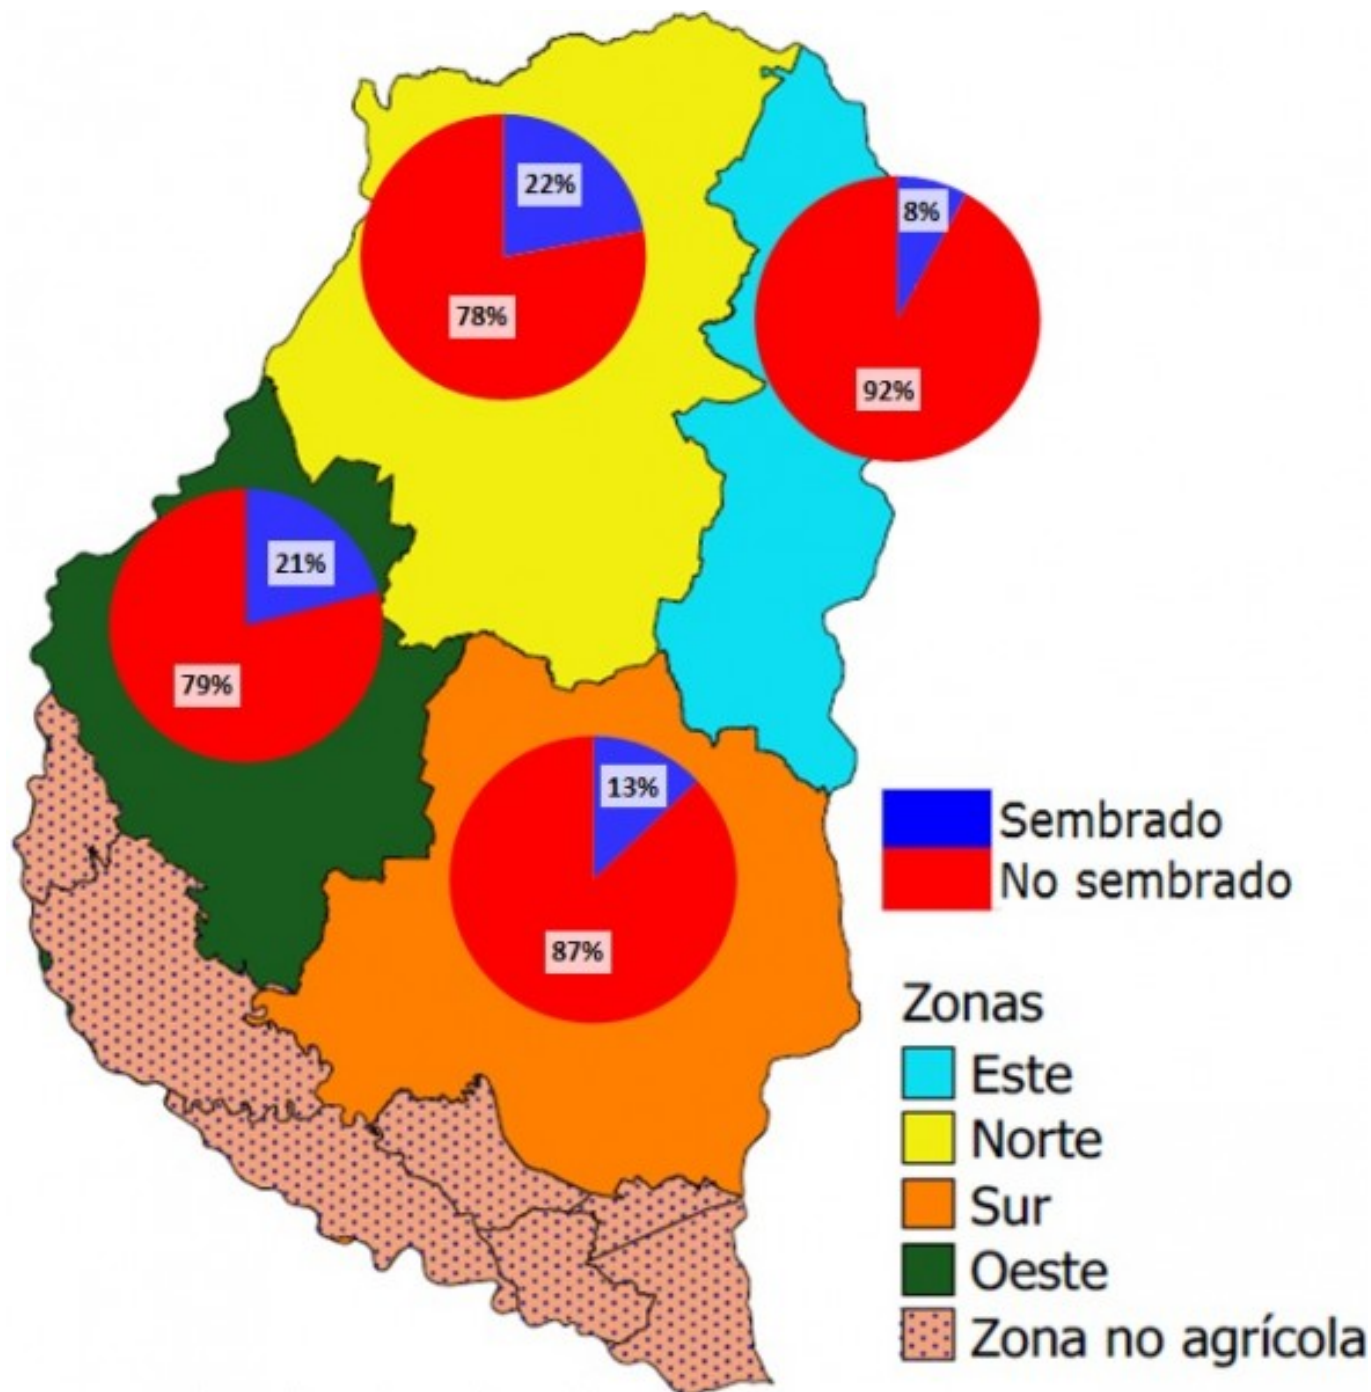 22%
8%
78%
92%
21%
79%
13%
87%
Sembrado
No sembrado
Zonas
Este
Norte
Sur
Oeste
Zona no agrícola